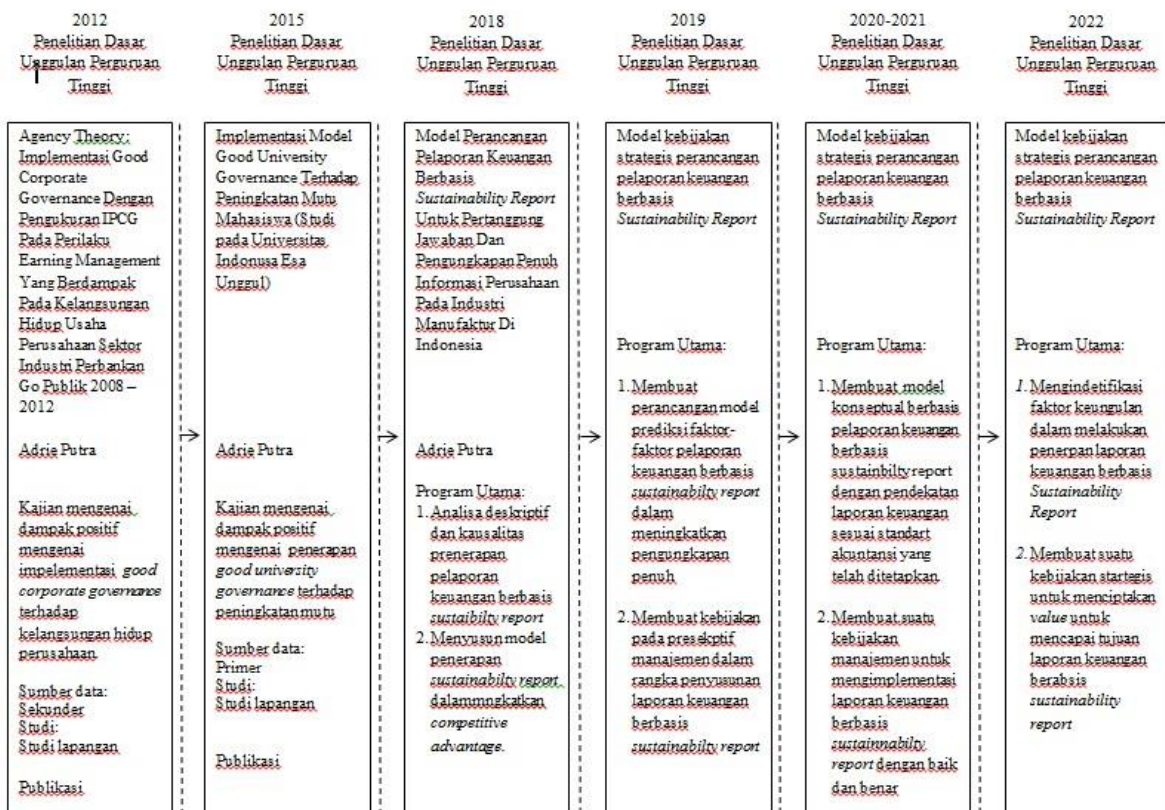 2012
Penelitian Dasar
Unggulan Perguruan
Tinggi
Agency Theory:
Implementasi Good
Corporate
Governance Dengan
Pengukuran IPCG
Pada Perilaku
Earning Management
Yang Berdampak
Pada Kelangsungan
Hidup Usaha
Perusahaan Sektor
Industri Perbankan
Go Publik 2008 –
2012
Adrie Putra
Kajian mengenai
dampak positif
mengenai
impelementasi good
corporate governance
terhadap
kelangsungan hidup
perusahaan
Sumber data:
Sekunder
Studi:
Studi lapangan
Publikasi
2015
Penelitian Dasar
Unggulan Perguruan
Tinggi
Implementasi Model
Good University
Governance Terhadap
Peningkatan Mutu
Mahasiswa (Studi
pada Universitas
Indonusa Esa
Unggul)
Adrie Putra
Kajian mengenai
dampak positif
mengenai penerapan
good university
governance terhadap
peningkatan mutu
Sumber data:
Primer
Studi:
Studi lapangan
Publikasi
2018
Penelitian Dasar
Unggulan Perguruan
Tinggi
Model Perancangan
Pelaporan Keuangan
Berbasis
Sustainability Report
Untuk Pertanggung
Jawaban Dan
Pengungkapan Penuh
Informasi Perusahaan
Pada Industri
Manufaktur Di
Indonesia
Adrie Putra
Program Utama:
1. Analisa deskriptif
dan kausalitas
prenerapan
pelaporan
keuangan berbasis
sustaibilty report
2. Menyusun model
penerapan
sustainabilty report
dalammngkatkan
competitive
advantage.
2019
Penelitian Dasar
Unggulan Perguruan
Tinggi
Model kebijakan
strategis perancangan
pelaporan keuangan
berbasis
Sustainability Report
Program Utama:
1. Membuat
perancangan model
prediksi faktor-
faktor pelaporan
keuangan berbasis
sustainabilty report
dalam
meningkatkan
pengungkapan
penuh
2. Membuat kebijakan
pada presekptif
manajemen dalam
rangka penyusunan
laporan keuangan
berbasis
sustainabilty report
2020-2021
Penelitian Dasar
Unggulan Perguruan
Tinggi
Model kebijakan
strategis perancangan
pelaporan keuangan
berbasis
Sustainability Report
Program Utama:
1. Membuat model
konseptual berbasis
pelaporan keuangan
berbasis
sustainbilty report
dengan pendekatan
laporan keuangan
sesuai standart
akuntansi yang
telah ditetapkan
2. Membuat suatu
kebijakan
manajemen untuk
mengimplementasi
laporan keuangan
berbasis
sustainnabilty
report dengan baik
dan benar
2022
Penelitian Dasar
Unggulan Perguruan
Tinggi
Model kebijakan
strategis perancangan
pelaporan keuangan
berbasis
Sustainability Report
Program Utama:
1. Mengindetifikasi
faktor keungulan
dalam melakukan
penerpan laporan
keuangan berbasis
Sustainability
Report
2. Membuat suatu
kebijakan startegis
untuk menciptakan
value untuk
mencapai tujuan
laporan keuangan
berabsis
sustainability
report